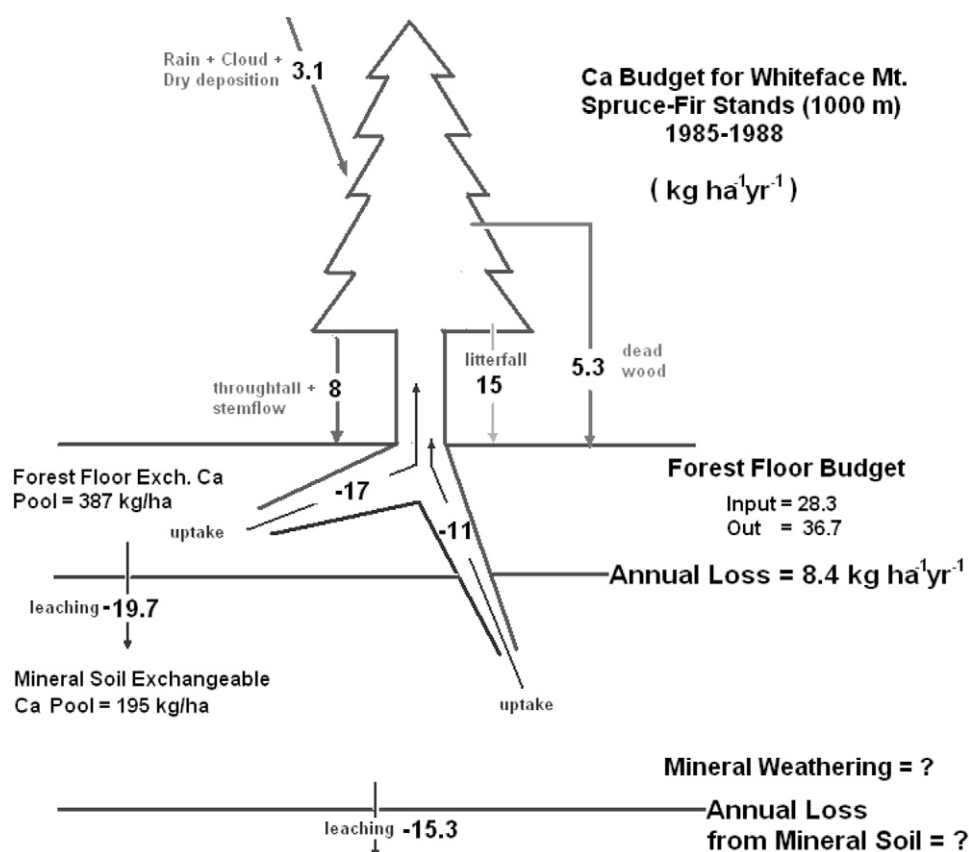 Rain + Cloud +
Dry deposition 3.1
Ca Budget for Whiteface Mt.
Spruce-Fir Stands (1000 m)
1985-1988
( kg ha⁻¹yr⁻¹ )
throughfall + 8
stemflow
litterfall
15
5.3 dead
wood
Forest Floor Exch. Ca
Pool = 387 kg/ha
-17
uptake
-11
Forest Floor Budget
Input = 28.3
Out = 36.7
Annual Loss = 8.4 kg ha⁻¹yr⁻¹
leaching -19.7
Mineral Soil Exchangeable
Ca Pool = 195 kg/ha
uptake
Mineral Weathering = ?
Annual Loss
from Mineral Soil = ?
leaching -15.3